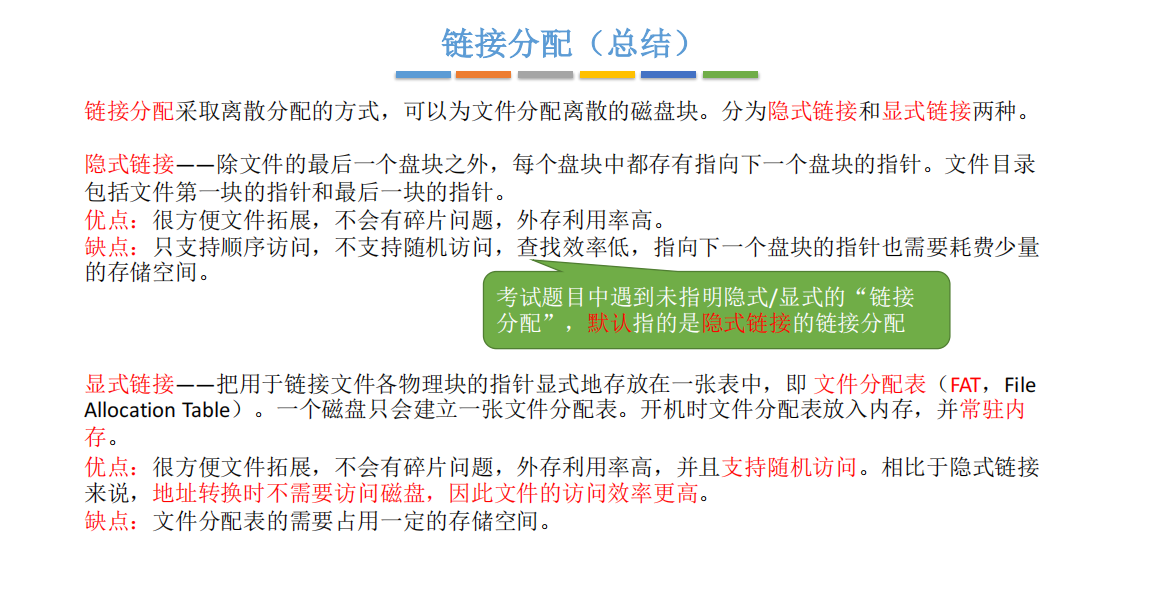 链接分配（总结）
链接分配采取离散分配的方式，可以为文件分配离散的磁盘块。分为隐式链接和显式链接两种。
隐式链接——除文件的最后一个盘块之外，每个盘块中都存有指向下一个盘块的指针。文件目录
包括文件第一块的指针和最后一块的指针。
优点：很方便文件拓展，不会有碎片问题，外存利用率高。
缺点：只支持顺序访问，不支持随机访问，查找效率低，指向下一个盘块的指针也需要耗费少量
的存储空间。
考试题目中遇到未指明隐式/显式的“链接
分配”，默认指的是隐式链接的链接分配
显式链接——把用于链接文件各物理块的指针显式地存放在一张表中，即 文件分配表（FAT，File
Allocation Table）。一个磁盘只会建立一张文件分配表。开机时文件分配表放入内存，并常驻内
存。
优点：很方便文件拓展，不会有碎片问题，外存利用率高，并且支持随机访问。相比于隐式链接
来说，地址转换时不需要访问磁盘，因此文件的访问效率更高。
缺点：文件分配表的需要占用一定的存储空间。